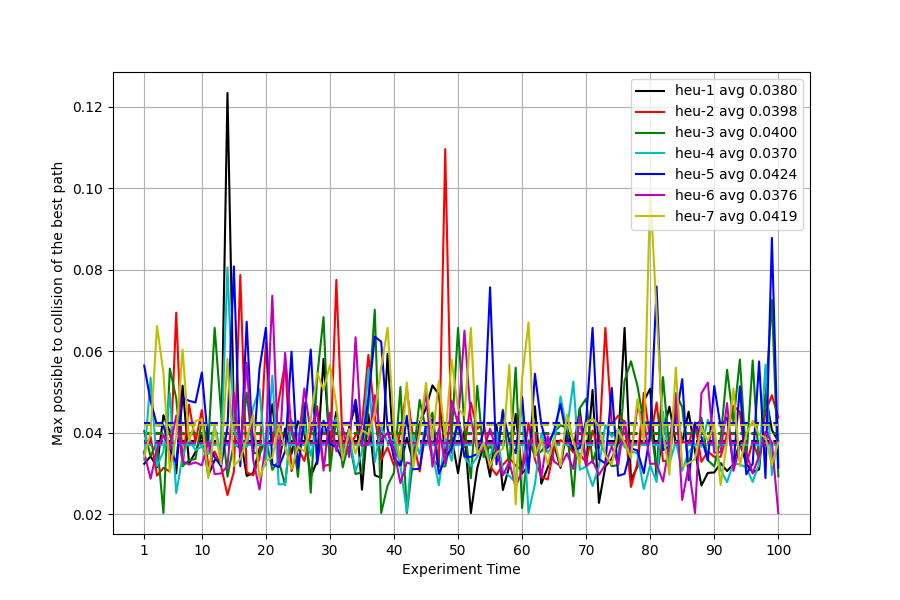 heu-1 avg 0.0380
heu-2 avg 0.0398
heu-3 avg 0.0400
heu-4 avg 0.0370
heu-5 avg 0.0424
heu-6 avg 0.0376
heu-7 avg 0.0419
0.12
0.10
0.08
0.06
0.04
0.02
Max possible to collision of the best path
1 10 20 30 40 50 60 70 80 90 100
Experiment Time